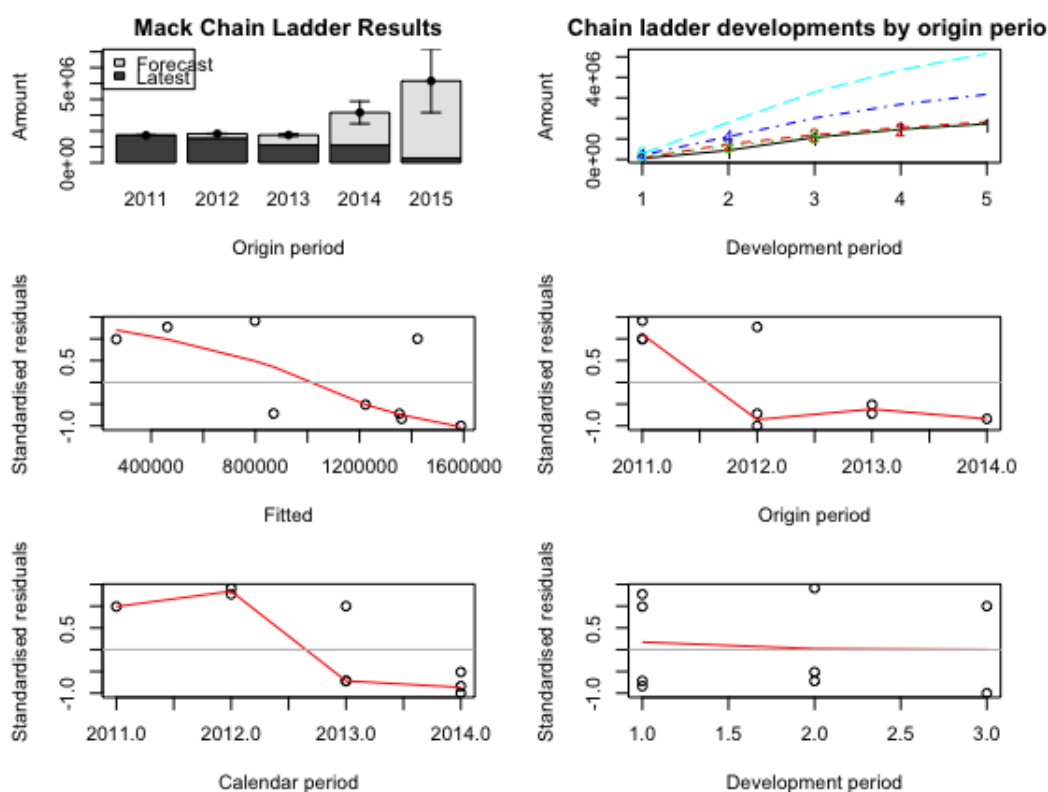 Mack Chain Ladder Results
Amount
0e+00
5e+06
Forecast
Latest
2011 2012 2013 2014 2015
Origin period
Chain ladder developments by origin perio
Amount
0e+00
4e+06
1 2 3 4 5
Development period
Standardised residuals
-1.0
0.5
400000 800000 1200000 1600000
Fitted
Standardised residuals
-1.0
0.5
2011.0 2012.0 2013.0 2014.0
Origin period
Standardised residuals
-1.0
0.5
2011.0 2012.0 2013.0 2014.0
Calendar period
Standardised residuals
-1.0
0.5
1.0 1.5 2.0 2.5 3.0
Development period